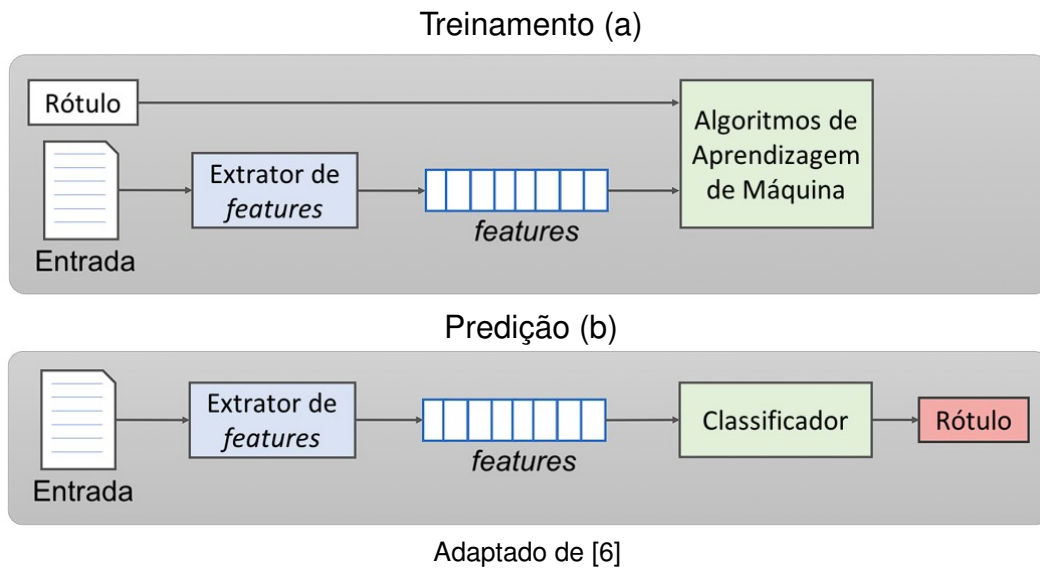 Treinamento (a)
Rótulo
Entrada
Extrator de
features
features
Algoritmos de
Aprendizagem
de Máquina
Predição (b)
Entrada
Extrator de
features
features
Classificador
Rótulo
Adaptado de [6]